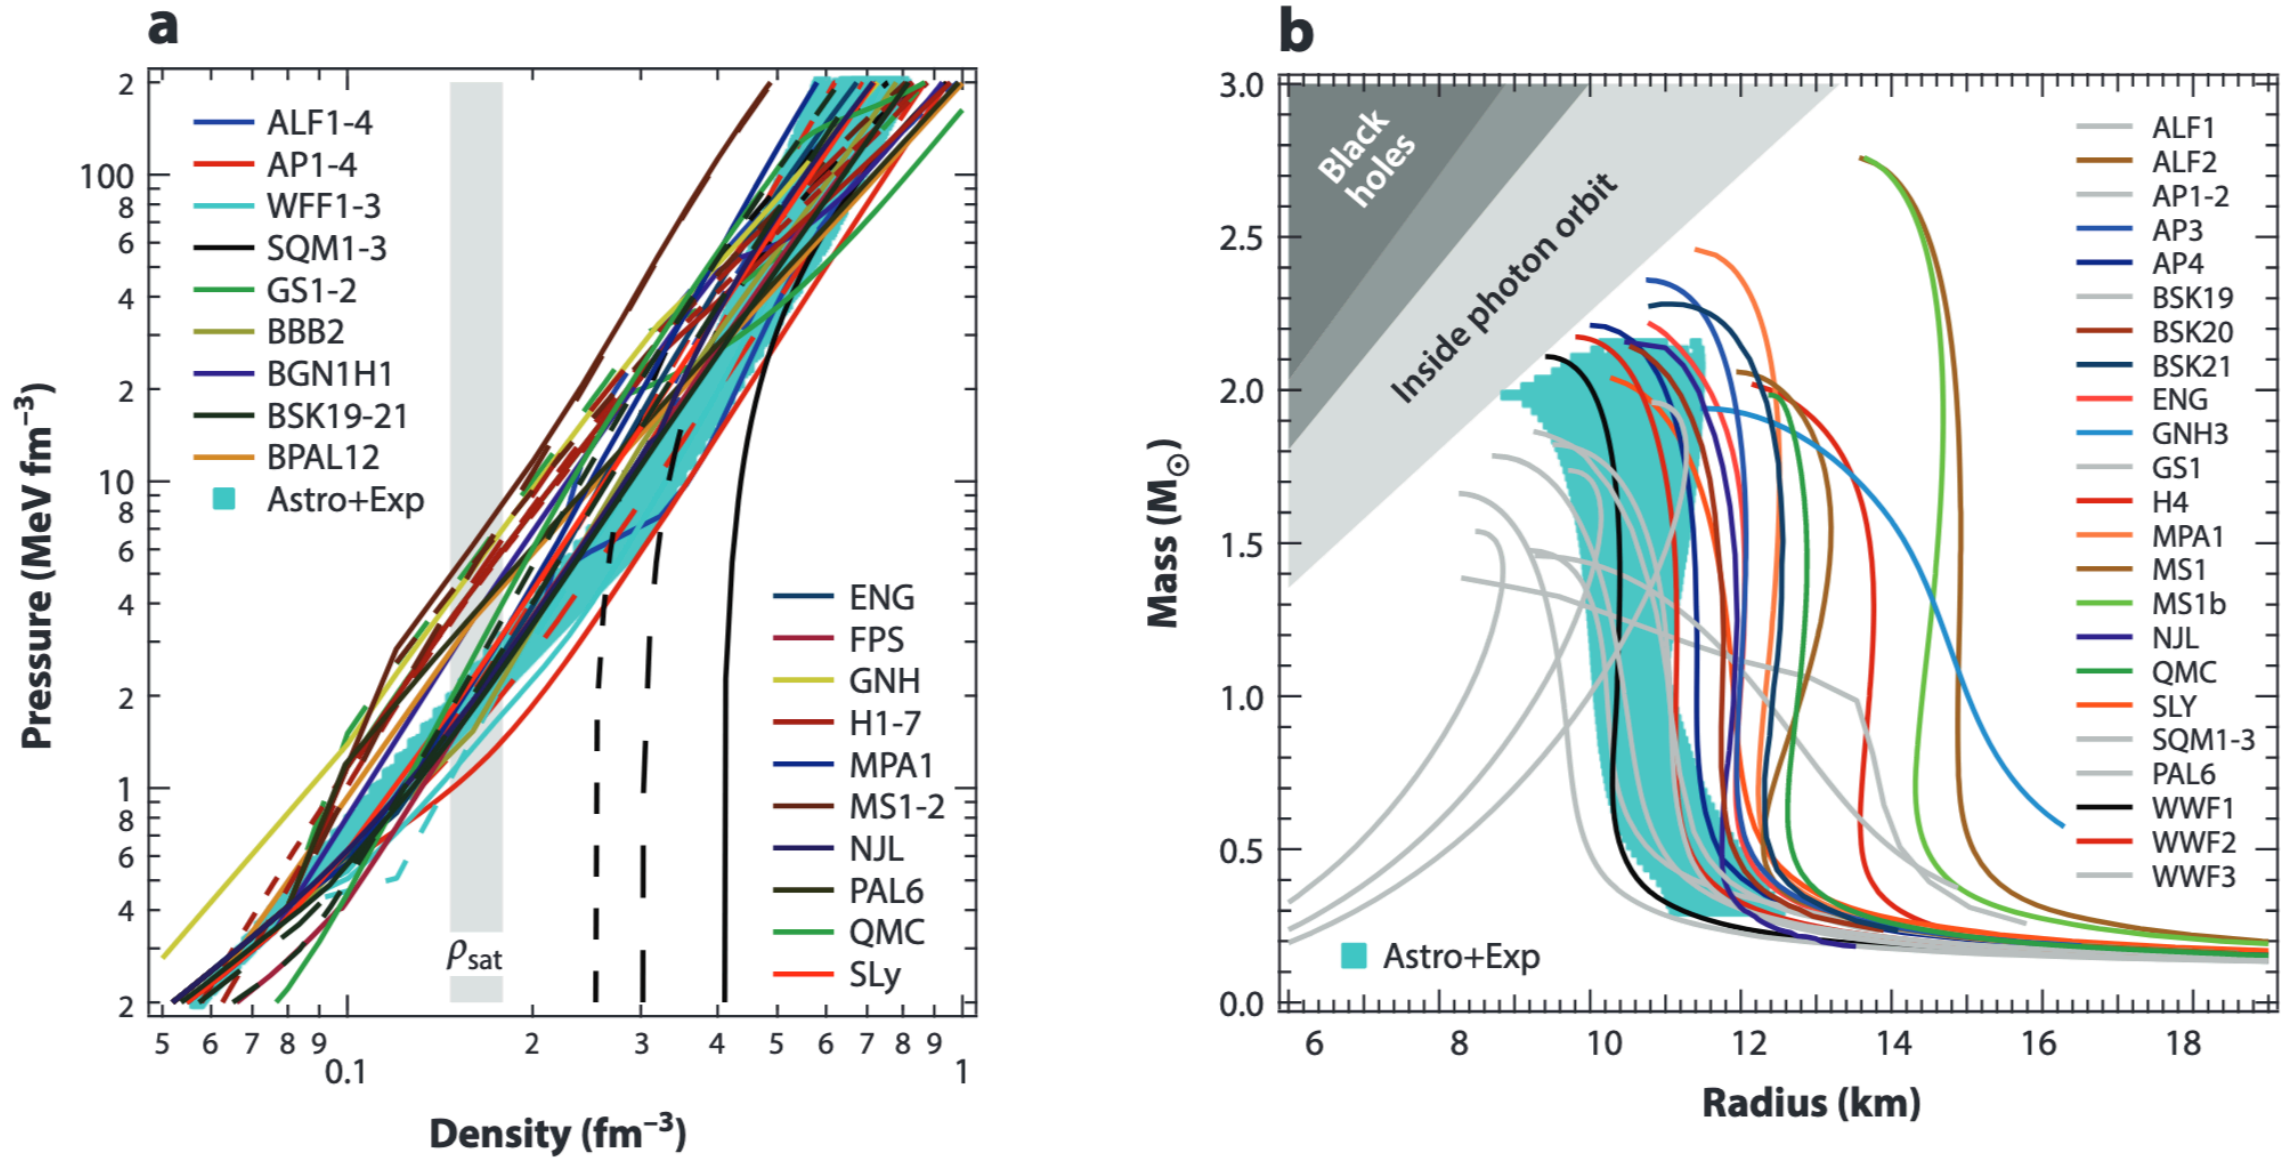 a
Pressure (MeV fm⁻³)
2
100
8
6
4
2
10
8
6
4
2
1
8
6
4
2
ALF1-4
AP1-4
WFF1-3
SQM1-3
GS1-2
BBB2
BGN1H1
BSK19-21
BPAL12
Astro+Exp
ENG
FPS
GNH
H1-7
MPA1
MS1-2
NJL
PAL6
QMC
SLy
ρsat
5 6 7 8 9 2 3 4 5 6 7 8 9
0.1 1
Density (fm⁻³)
b
Mass (M☉)
3.0
2.5
2.0
1.5
1.0
0.5
0.0
Black
holes
Inside photon orbit
ALF1
ALF2
AP1-2
AP3
AP4
BSK19
BSK20
BSK21
ENG
GNH3
GS1
H4
MPA1
MS1
MS1b
NJL
QMC
SLY
SQM1-3
PAL6
WWF1
WWF2
WWF3
Astro+Exp
6 8 10 12 14 16 18
Radius (km)